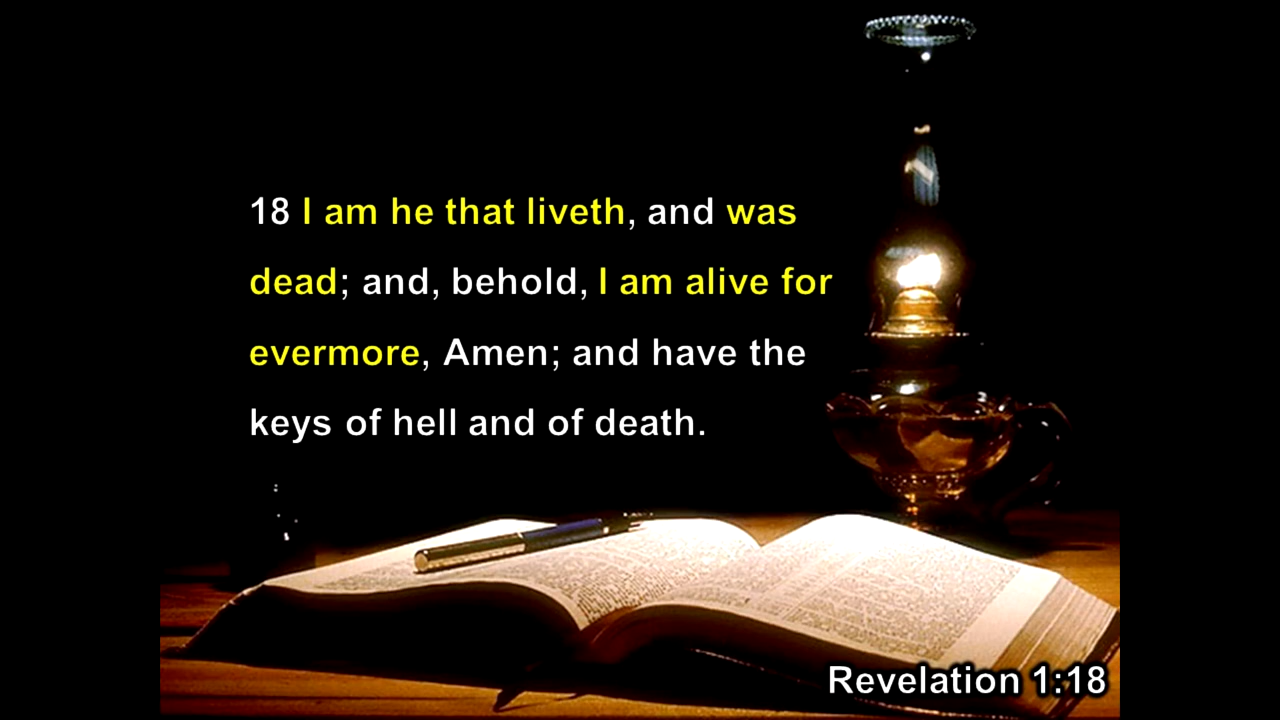 18 I am he that liveth, and was
dead; and, behold, I am alive for
evermore, Amen; and have the
keys of hell and of death.
Revelation 1:18